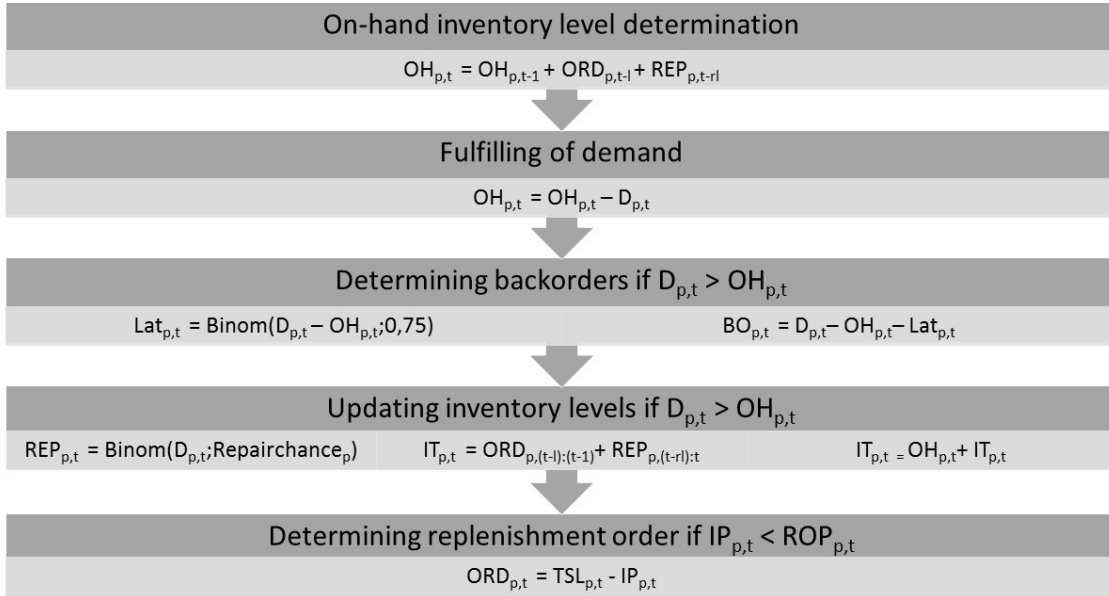 On-hand inventory level determination
OHp,t = OHp,t-1 + ORDp,t-l + REPp,t-rl
Fulfilling of demand
OHp,t = OHp,t – Dp,t
Determining backorders if Dp,t > OHp,t
Latp,t = Binom(Dp,t – OHp,t;0,75)
BOp,t = Dp,t– OHp,t– Latp,t
Updating inventory levels if Dp,t > OHp,t
REPp,t = Binom(Dp,t;Repairchancep)
ITp,t = ORDp,(t-l):(t-1)+ REPp,(t-rl):t
ITp,t = OHp,t+ ITp,t
Determining replenishment order if IPp,t < ROPp,t
ORDp,t = TSLp,t - IPp,t